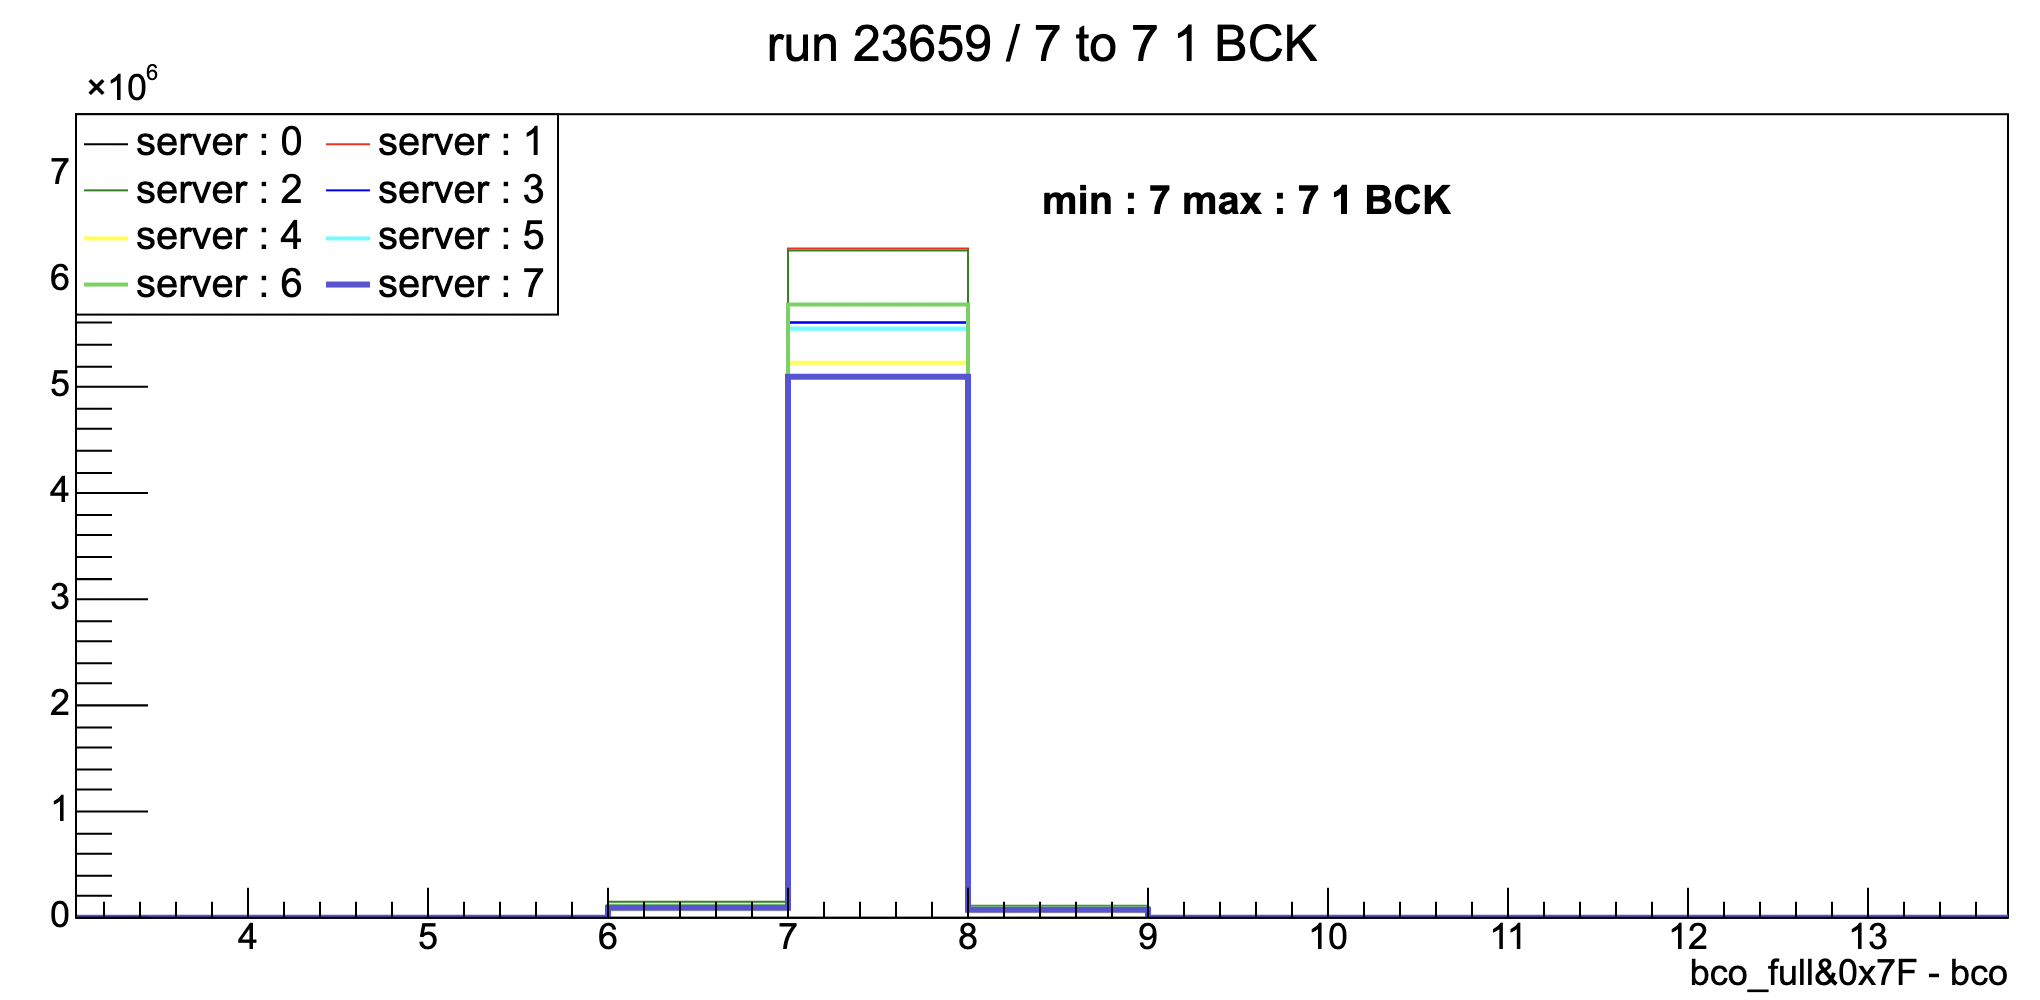 run 23659 / 7 to 7 1 BCK
×10⁶
server : 0 server : 1
server : 2 server : 3
server : 4 server : 5
server : 6 server : 7
min : 7 max : 7 1 BCK
7
6
5
4
3
2
1
0
4 5 6 7 8 9 10 11 12 13
bco_full&0x7F - bco